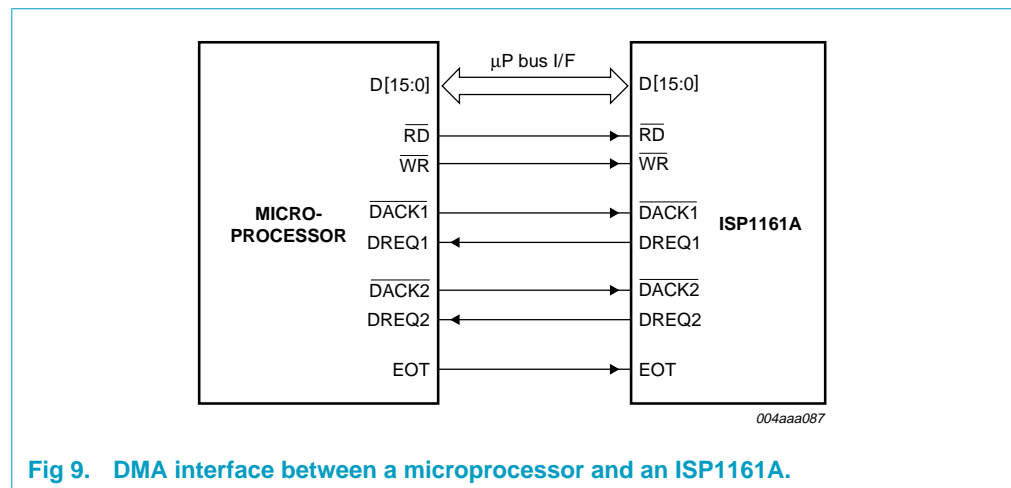 μP bus I/F
D[15:0] D[15:0]
RD RD
WR WR
DACK1 DACK1
MICRO-
PROCESSOR
ISP1161A
DREQ1 DREQ1
DACK2 DACK2
DREQ2 DREQ2
EOT EOT
004aaa087
Fig 9. DMA interface between a microprocessor and an ISP1161A.